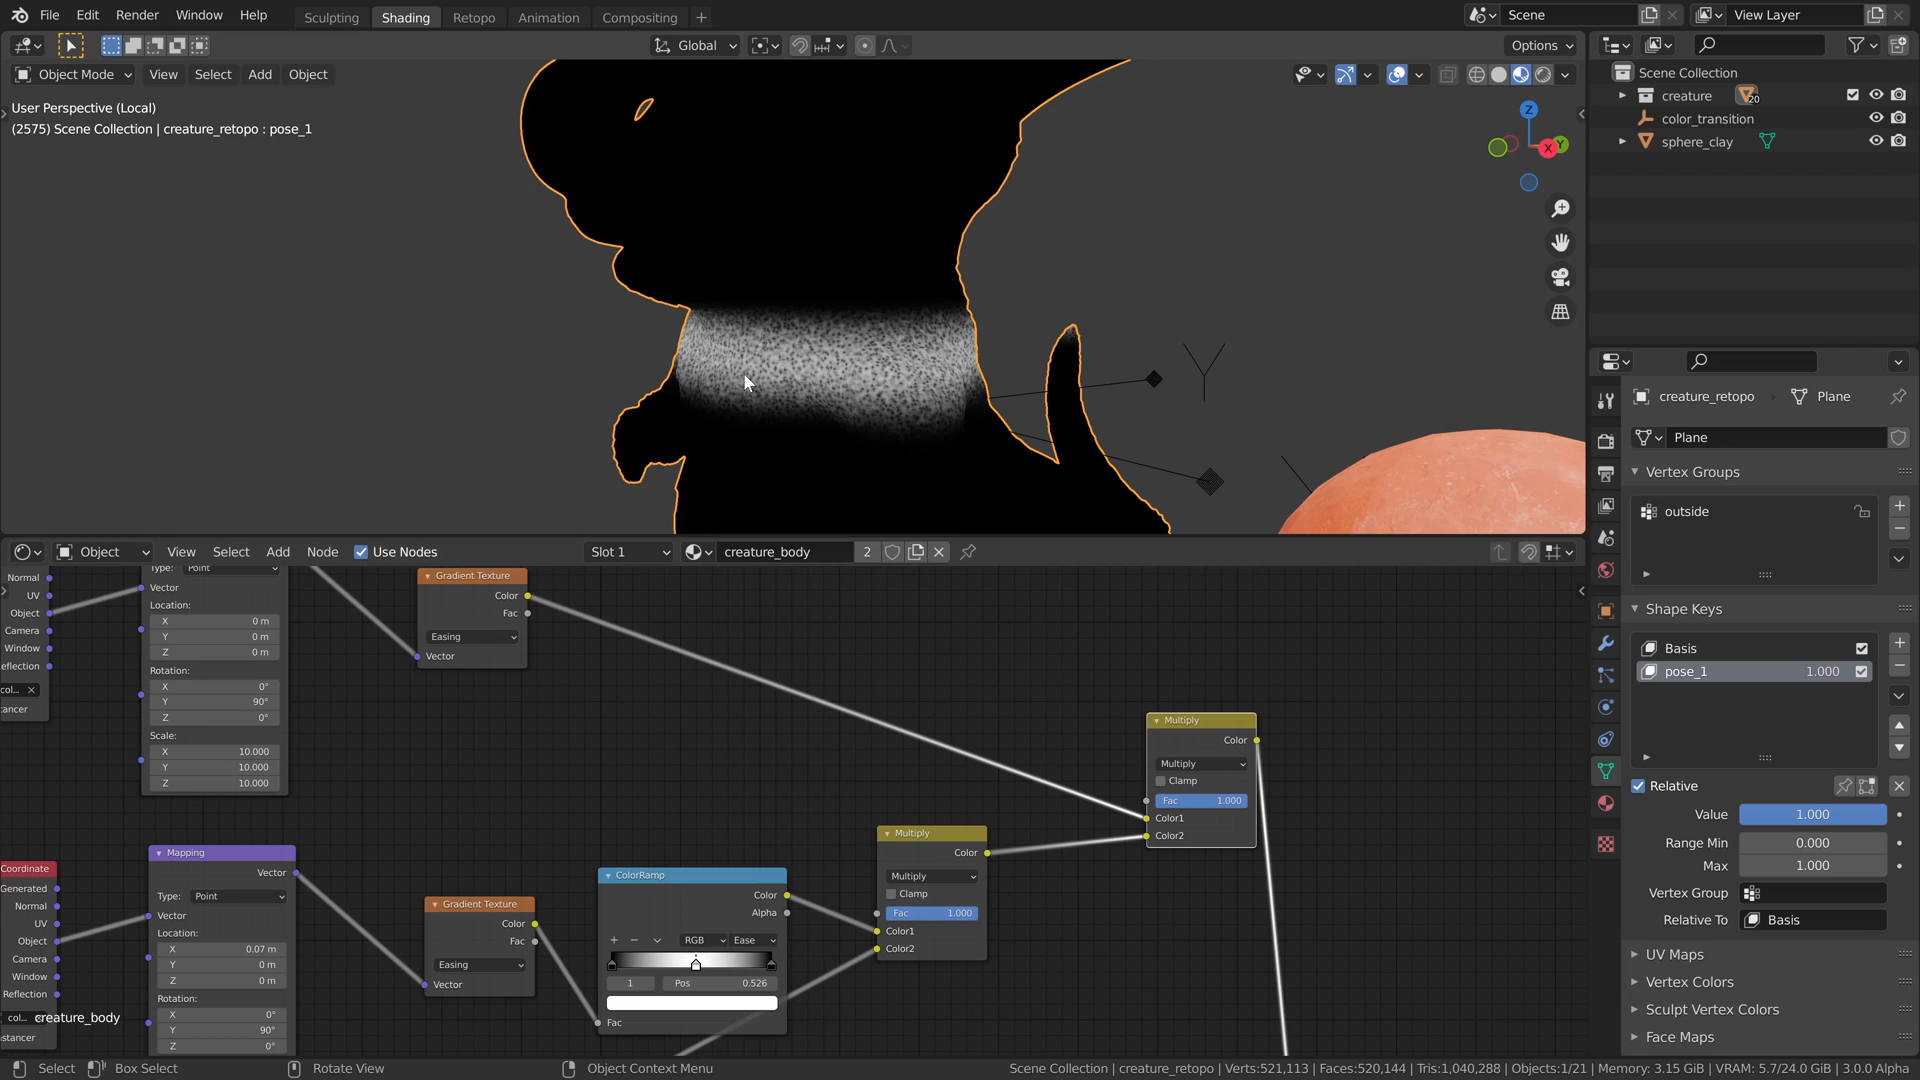 File Edit Render Window Help Sculpting Shading Retopo Animation Compositing + Scene View Layer
Global Options
Object Mode View Select Add Object
User Perspective (Local)
(2575) Scene Collection | creature_retopo : pose_1
Z
X
Y
Scene Collection
creature 20
color_transition
sphere_clay
creature_retopo Plane
Plane
Vertex Groups
outside
Shape Keys
Basis
pose_1 1.000
Relative
Value 1.000
Range Min 0.000
Max 1.000
Vertex Group
Relative To Basis
UV Maps
Vertex Colors
Sculpt Vertex Colors
Face Maps
Object View Select Add Node Use Nodes Slot 1 creature_body 2
Normal
UV
Object
Camera
Window
eflection
col...
tancer
Type: Point
Vector
Location:
X 0 m
Y 0 m
Z 0 m
Rotation:
X 0°
Y 90°
Z 0°
Scale:
X 10.000
Y 10.000
Z 10.000
Gradient Texture
Color
Fac
Easing
Vector
Multiply
Color
Multiply
Clamp
Fac 1.000
Color1
Color2
Coordinate
Generated
Normal
UV
Object
Camera
Window
Reflection
col...
stancer
creature_body
Mapping
Vector
Type: Point
Vector
Location:
X 0.07 m
Y 0 m
Z 0 m
Rotation:
X 0°
Y 90°
Z 0°
Gradient Texture
Color
Fac
Easing
Vector
ColorRamp
Color
Alpha
+ − RGB Ease
1 Pos 0.526
Fac
Multiply
Color
Multiply
Clamp
Fac 1.000
Color1
Color2
Select Box Select Rotate View Object Context Menu Scene Collection | creature_retopo | Verts:521,113 | Faces:520,144 | Tris:1,040,288 | Objects:1/21 | Memory: 3.15 GiB | VRAM: 5.7/24.0 GiB | 3.0.0 Alpha